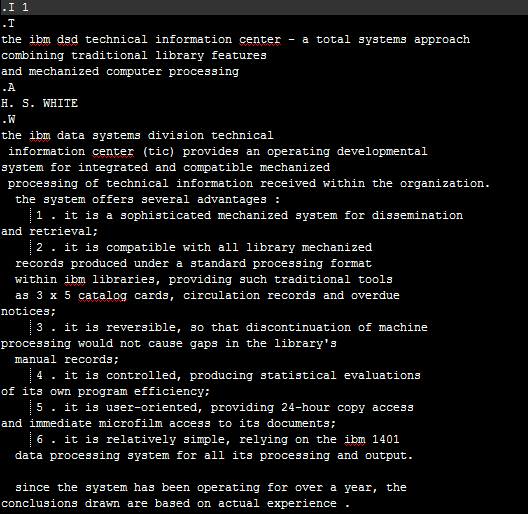 .I 1
.T
the ibm dsd technical information center - a total systems approach
combining traditional library features
and mechanized computer processing
.A
H. S. WHITE
.W
the ibm data systems division technical
information center (tic) provides an operating developmental
system for integrated and compatible mechanized
processing of technical information received within the organization.
the system offers several advantages :
1 . it is a sophisticated mechanized system for dissemination
and retrieval;
2 . it is compatible with all library mechanized
records produced under a standard processing format
within ibm libraries, providing such traditional tools
as 3 x 5 catalog cards, circulation records and overdue
notices;
3 . it is reversible, so that discontinuation of machine
processing would not cause gaps in the library's
manual records;
4 . it is controlled, producing statistical evaluations
of its own program efficiency;
5 . it is user-oriented, providing 24-hour copy access
and immediate microfilm access to its documents;
6 . it is relatively simple, relying on the ibm 1401
data processing system for all its processing and output.
since the system has been operating for over a year, the
conclusions drawn are based on actual experience .